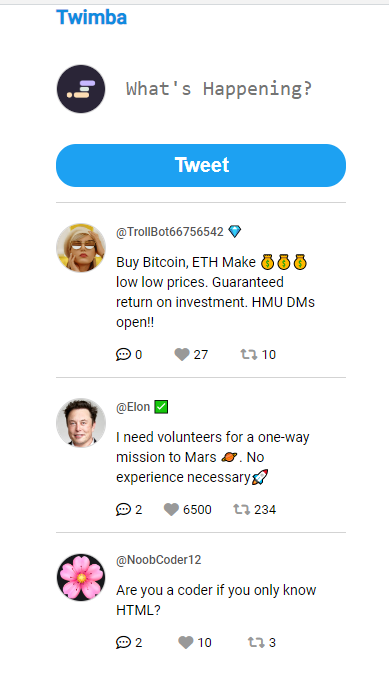 Twimba
What's Happening?
Tweet
@TrollBot66756542 💎
Buy Bitcoin, ETH Make 💰💰💰
low low prices. Guaranteed
return on investment. HMU DMs
open!!
0 27 10
@Elon ✅
I need volunteers for a one-way
mission to Mars 🪐. No
experience necessary🚀
2 6500 234
@NoobCoder12
Are you a coder if you only know
HTML?
2 10 3